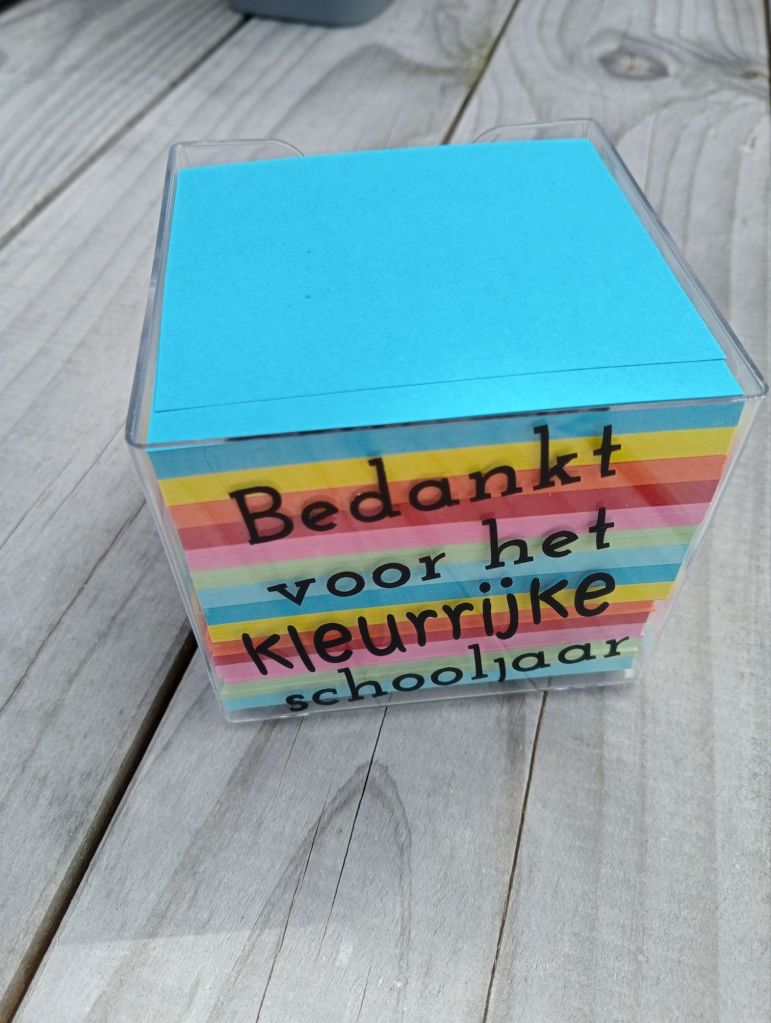 Bedankt
voor het
kleurrijke
schooljaar